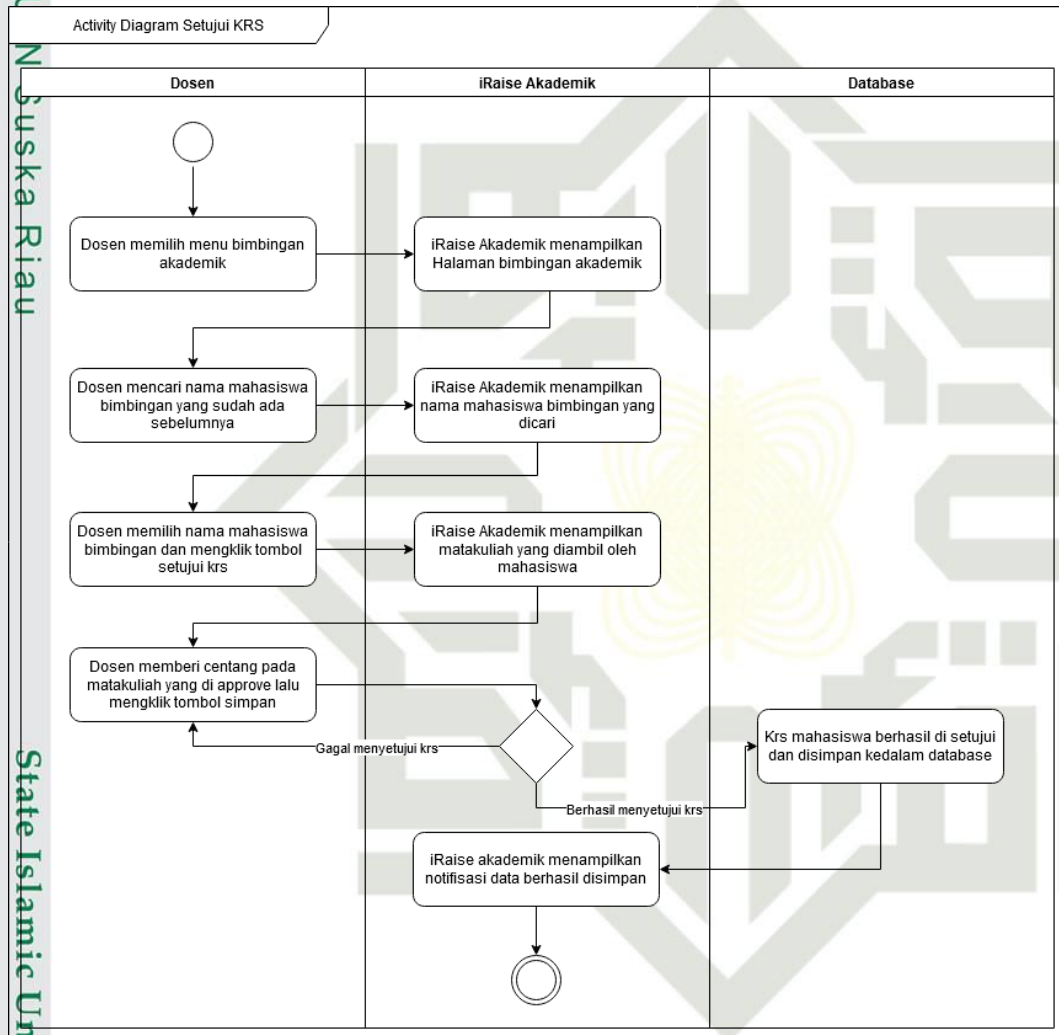 Activity Diagram Setujui KRS
Dosen
iRaise Akademik
Database
Dosen memilih menu bimbingan
akademik
iRaise Akademik menampilkan
Halaman bimbingan akademik
Dosen mencari nama mahasiswa
bimbingan yang sudah ada
sebelumnya
iRaise Akademik menampilkan
nama mahasiswa bimbingan yang
dicari
Dosen memilih nama mahasiswa
bimbingan dan mengklik tombol
setujui krs
iRaise Akademik menampilkan
matakuliah yang diambil oleh
mahasiswa
Dosen memberi centang pada
matakuliah yang di approve lalu
mengklik tombol simpan
Gagal menyetujui krs
Krs mahasiswa berhasil di setujui
dan disimpan kedalam database
Berhasil menyetujui krs
iRaise akademik menampilkan
notifisasi data berhasil disimpan
N Suska Riau
State Islamic Un